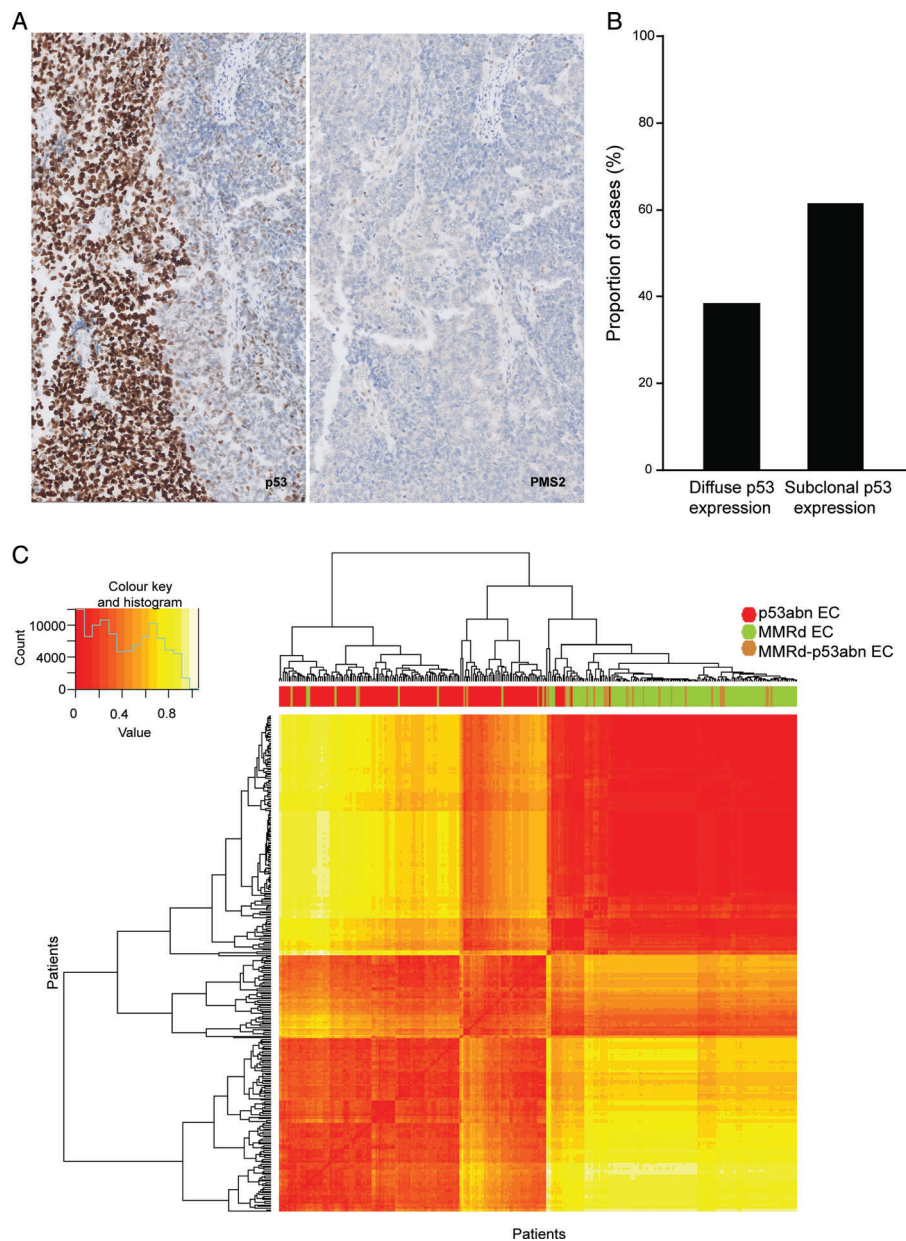 A
p53
PMS2
B
100
80
60
40
20
0
Proportion of cases (%)
Diffuse p53
expression
Subclonal p53
expression
C
Colour key
and histogram
10000
4000
0
Count
0 0.4 0.8
Value
p53abn EC
MMRd EC
MMRd-p53abn EC
Patients
Patients